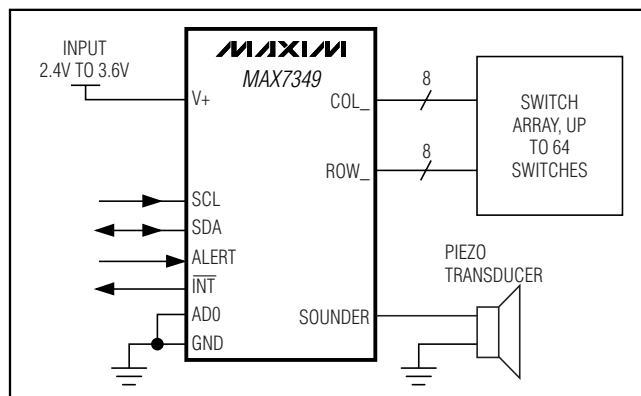 INPUT
2.4V TO 3.6V
MAXIM
MAX7349
V+
COL_
8
ROW_
8
SWITCH
ARRAY, UP
TO 64
SWITCHES
SCL
SDA
ALERT
INT
AD0
GND
SOUNDER
PIEZO
TRANSDUCER